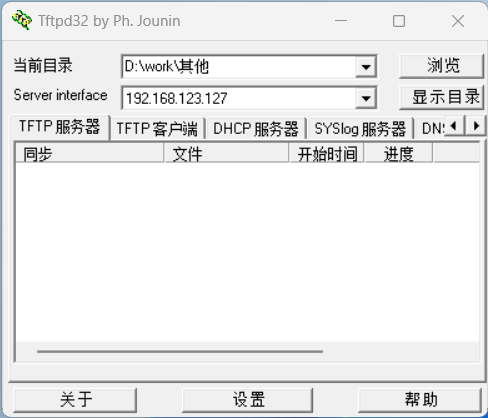 Tftpd32 by Ph. Jounin
当前目录 D:\work\其他 浏览
Server interface 192.168.123.127 显示目录
TFTP 服务器 TFTP 客户端 DHCP 服务器 SYSlog 服务器 DNS
同步 文件 开始时间 进度
关于 设置 帮助